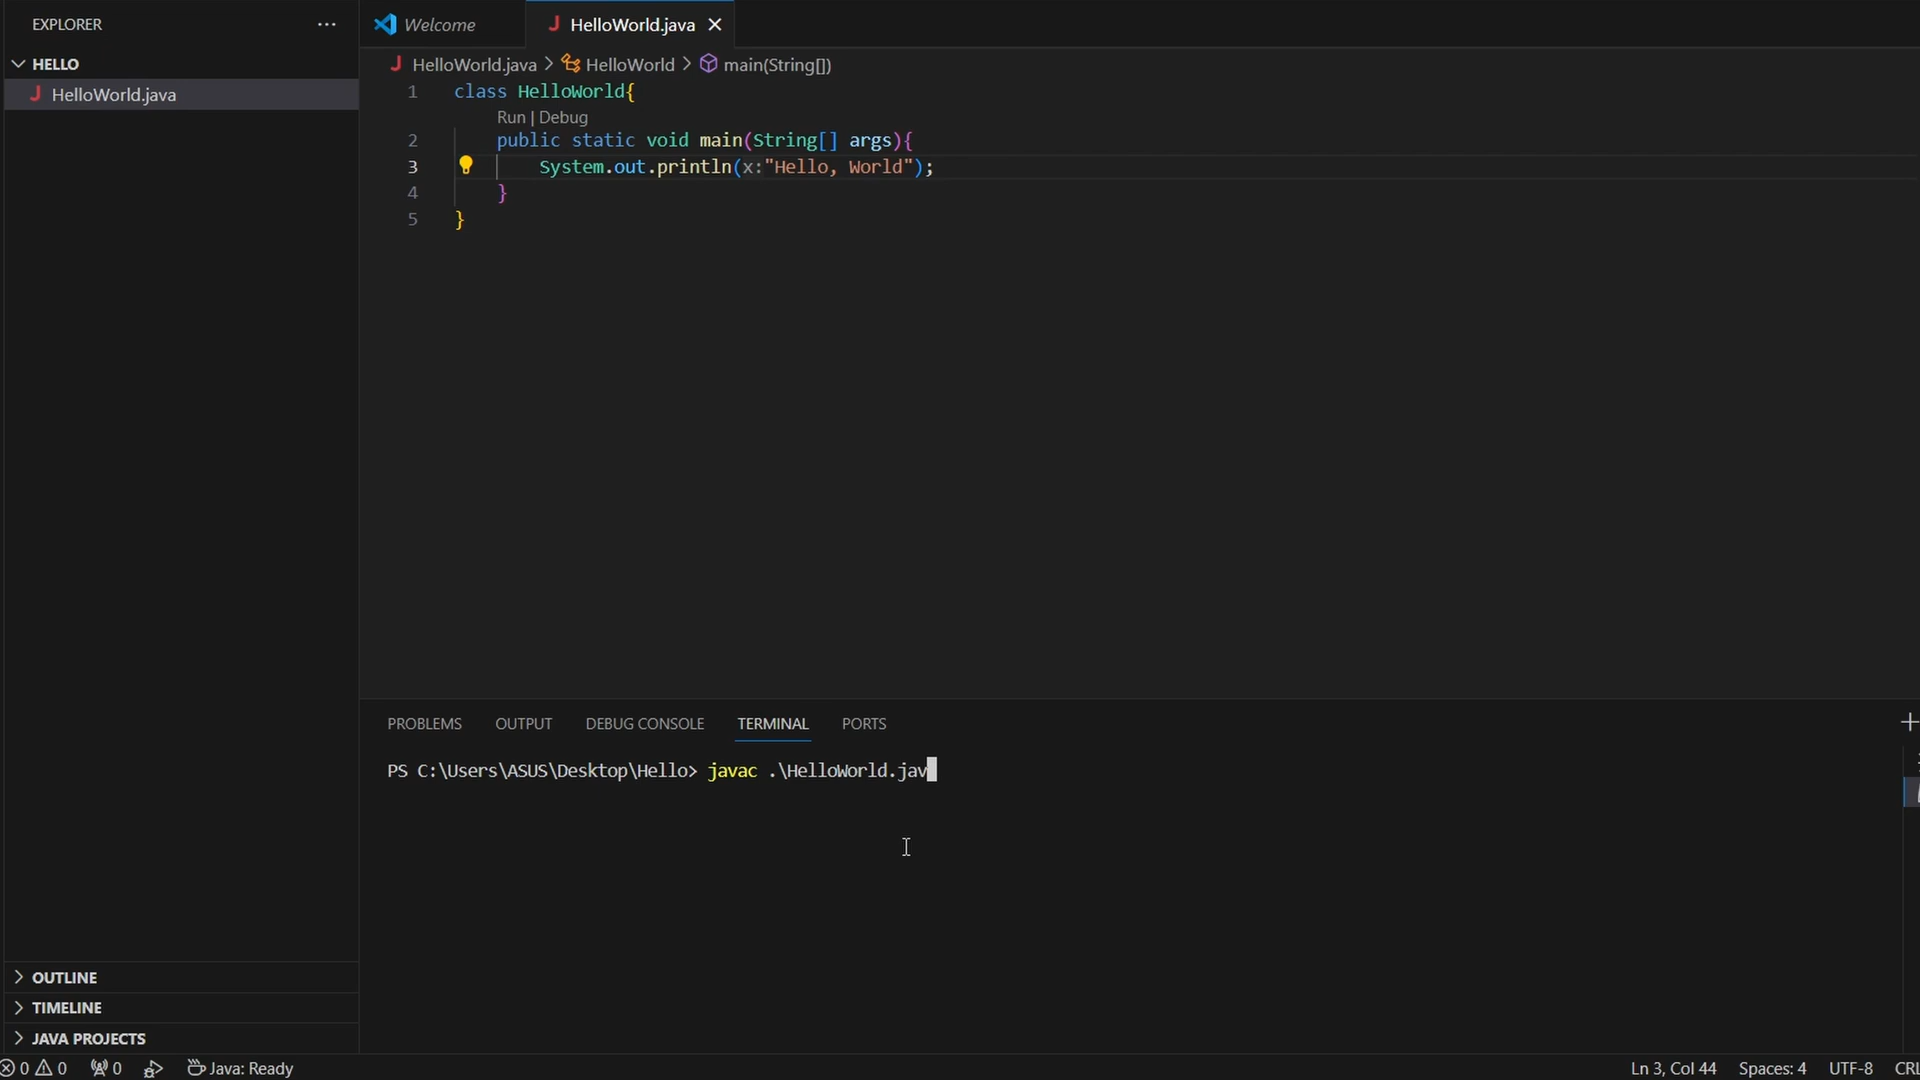 EXPLORER
HELLO
HelloWorld.java
OUTLINE
TIMELINE
JAVA PROJECTS
Welcome
HelloWorld.java
HelloWorld.java > HelloWorld > main(String[])
1 class HelloWorld{
Run | Debug
2 public static void main(String[] args){
3 System.out.println(x:"Hello, World");
4 }
5 }
PROBLEMS OUTPUT DEBUG CONSOLE TERMINAL PORTS
PS C:\Users\ASUS\Desktop\Hello> javac .\HelloWorld.jav
0 0 0 Java: Ready Ln 3, Col 44 Spaces: 4 UTF-8 CRL